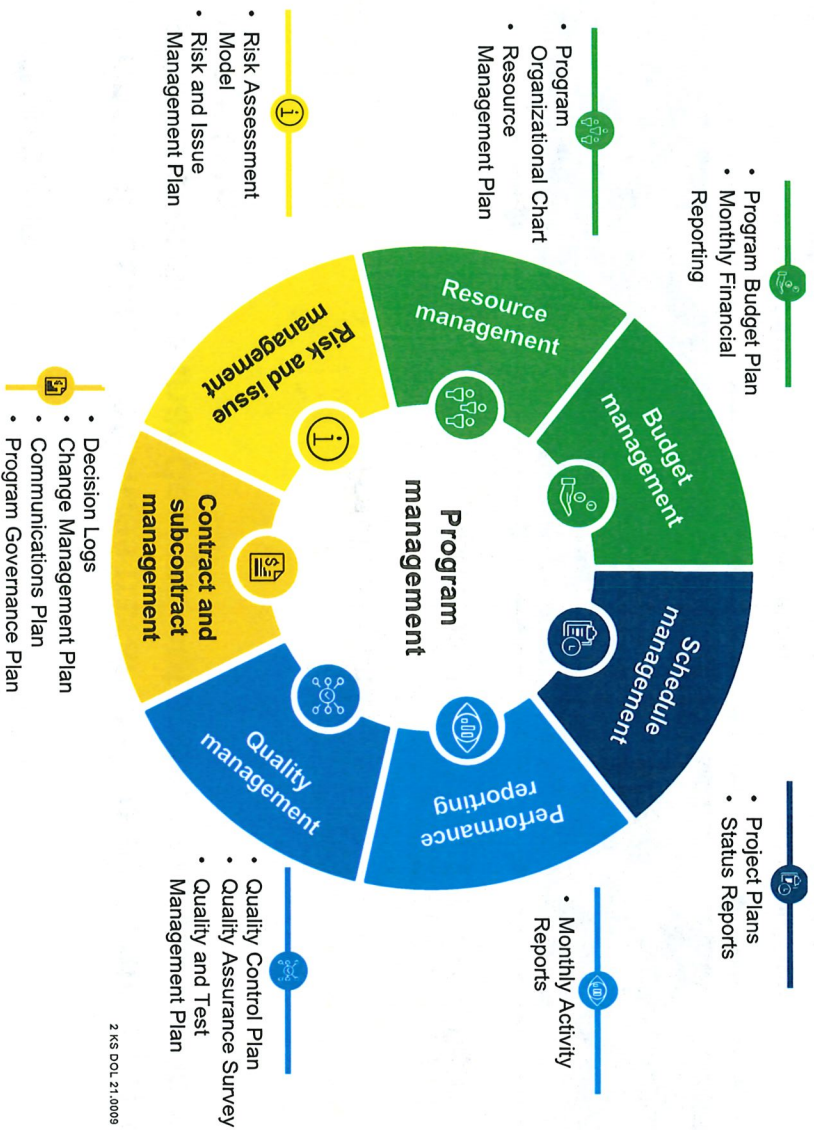 • Program Budget Plan
• Monthly Financial
Reporting
• Project Plans
• Status Reports
• Program
Organizational Chart
• Resource
Management Plan
• Monthly Activity
Reports
• Risk Assessment
Model
• Risk and Issue
Management Plan
• Quality Control Plan
• Quality Assurance Survey
• Quality and Test
Management Plan
• Decision Logs
• Change Management Plan
• Communications Plan
• Program Governance Plan
Budget
management
Schedule
management
Resource
management
Performance
reporting
Program
management
Risk and issue
management
Quality
management
Contract and
subcontract
management
2 KS DOL 21.0009